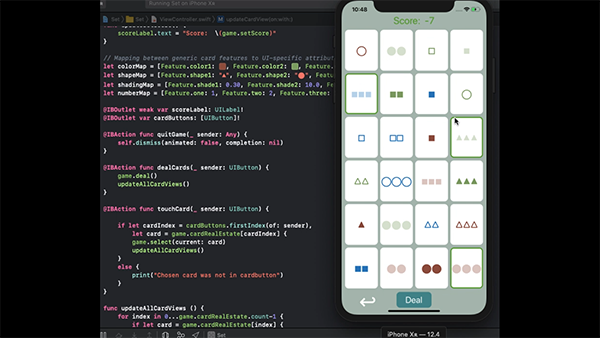 Running Set on iPhone Xʀ
10:48
Score: -7
Set
Set
ViewController.swift
updateCardView(on:with:)
scoreLabel.text = "Score: \(game.setScore)"
}
// Mapping between generic card features to UI-specific attribut
let colorMap = [Feature.color1: , Feature.color2: , F
let shapeMap = [Feature.shape1: "▲", Feature.shape2: "●", F
let shadingMap = [Feature.shade1: 0.30, Feature.shade2: 10.0, F
let numberMap = [Feature.one: 1, Feature.two: 2, Feature.three:
@IBOutlet weak var scoreLabel: UILabel!
@IBOutlet var cardButtons: [UIButton]!
@IBAction func quitGame(_ sender: Any) {
self.dismiss(animated: false, completion: nil)
}
@IBAction func dealCards(_ sender: UIButton) {
game.deal()
updateAllCardViews()
}
@IBAction func touchCard(_ sender: UIButton) {
if let cardIndex = cardButtons.firstIndex(of: sender),
let card = game.cardRealEstate[cardIndex] {
game.select(current: card)
updateAllCardViews()
}
else {
print("Chosen card was not in cardbutton")
}
}
func updateAllCardViews () {
for index in 0...game.cardRealEstate.count-1 {
if let card = game.cardRealEstate[index] {
Deal
Set
iPhone Xʀ — 12.4